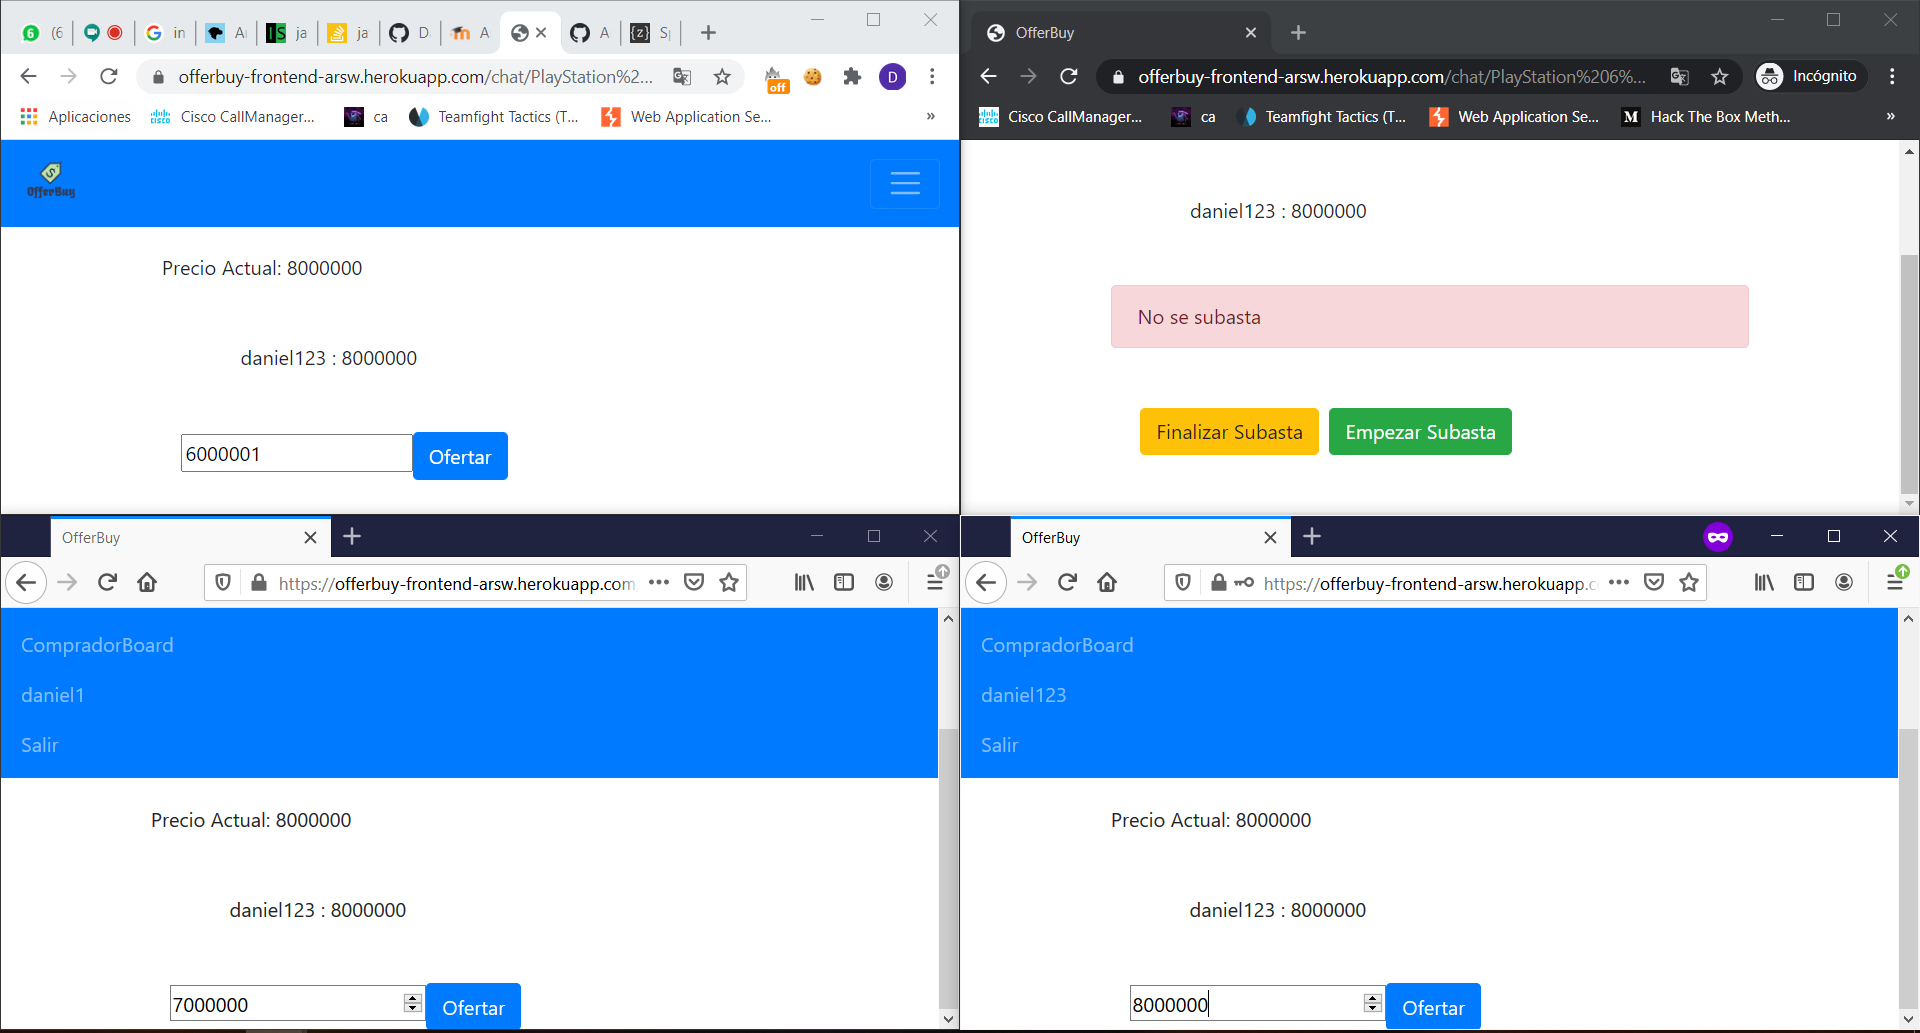 6 (6 in A ja ja D A × A {z} S
offerbuy-frontend-arsw.herokuapp.com/chat/PlayStation%2... off D
Aplicaciones Cisco CallManager... ca Teamfight Tactics (T... Web Application Se... »
OfferBuy
Precio Actual: 8000000
daniel123 : 8000000
6000001 Ofertar
OfferBuy
offerbuy-frontend-arsw.herokuapp.com/chat/PlayStation%206%... Incógnito
Cisco CallManager... ca Teamfight Tactics (T... Web Application Se... M Hack The Box Meth... »
daniel123 : 8000000
No se subasta
Finalizar Subasta Empezar Subasta
OfferBuy
https://offerbuy-frontend-arsw.herokuapp.com
CompradorBoard
daniel1
Salir
Precio Actual: 8000000
daniel123 : 8000000
7000000 Ofertar
OfferBuy
https://offerbuy-frontend-arsw.herokuapp.c
CompradorBoard
daniel123
Salir
Precio Actual: 8000000
daniel123 : 8000000
8000000 Ofertar